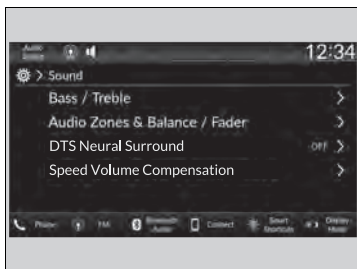 Audio
Source
12:34
> Sound
Bass / Treble >
Audio Zones & Balance / Fader >
DTS Neural Surround OFF >
Speed Volume Compensation >
Phone FM Bluetooth Audio Connect Smart Shortcuts Display Mode